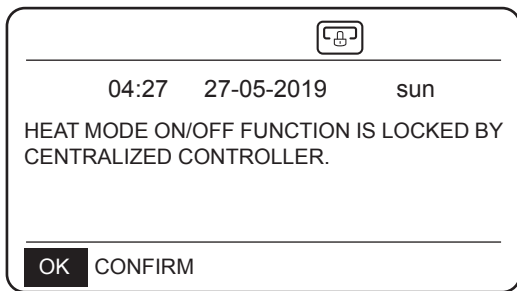 04:27 27-05-2019 sun
HEAT MODE ON/OFF FUNCTION IS LOCKED BY
CENTRALIZED CONTROLLER.
OK CONFIRM